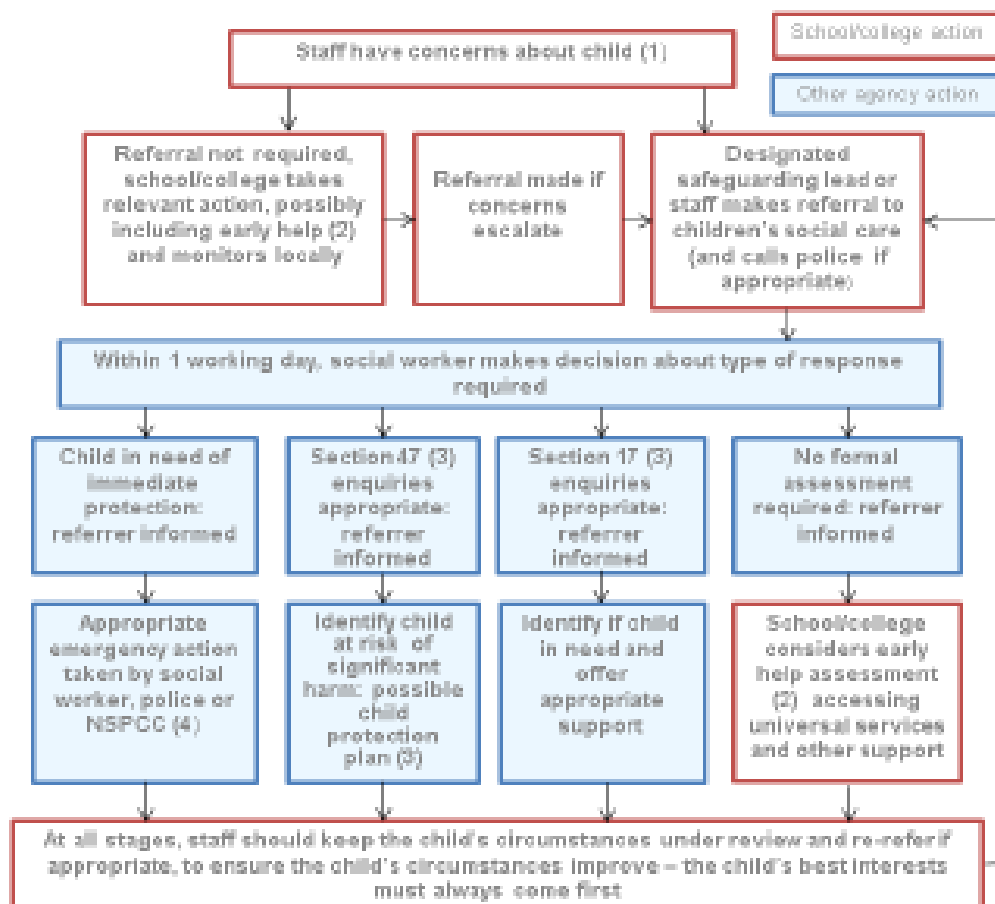 School/college action
Staff have concerns about child (1)
Other agency action
Referral not required,
school/college takes
relevant action, possibly
including early help (2)
and monitors locally
Referral made if
concerns
escalate
Designated
safeguarding lead or
staff makes referral to
children's social care
(and calls police if
appropriate)
Within 1 working day, social worker makes decision about type of response
required
Child in need of
immediate
protection:
referrer informed
Section 47 (3)
enquiries
appropriate:
referrer
informed
Section 17 (3)
enquiries
appropriate:
referrer
informed
No formal
assessment
required: referrer
informed
Appropriate
emergency action
taken by social
worker, police or
NSPCC (4)
Identify child
at risk of
significant
harm: possible
child
protection
plan (3)
Identify if child
in need and
offer
appropriate
support
School/college
considers early
help assessment
(2) accessing
universal services
and other support
At all stages, staff should keep the child's circumstances under review and re-refer if
appropriate, to ensure the child's circumstances improve – the child's best interests
must always come first